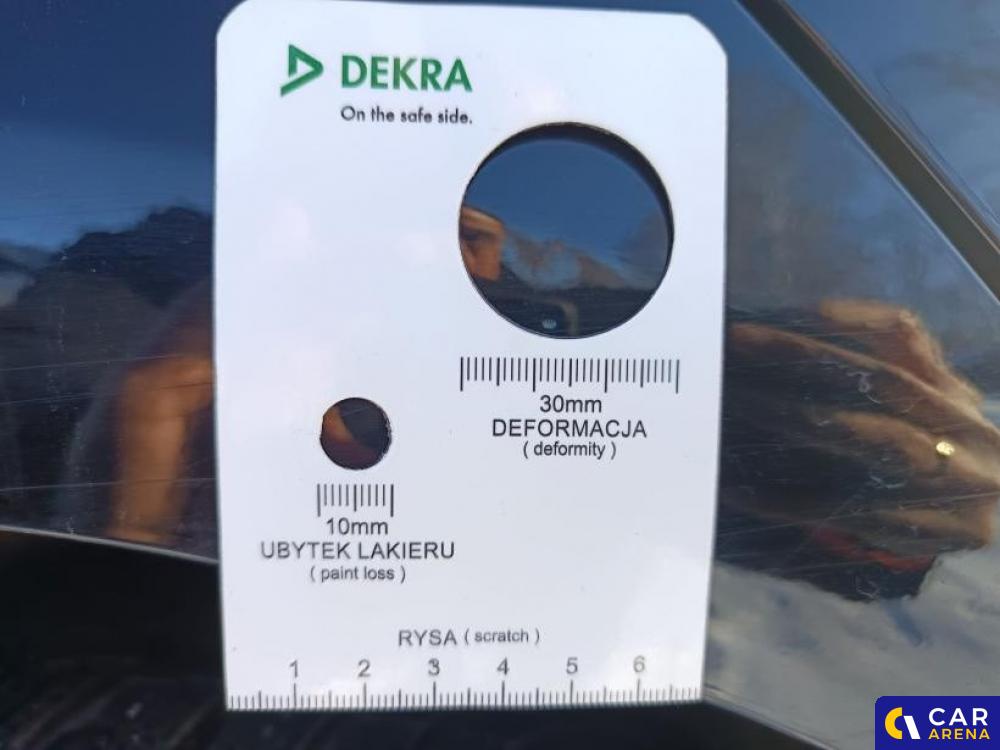 DEKRA
On the safe side.
30mm
DEFORMACJA
( deformity )
10mm
UBYTEK LAKIERU
( paint loss )
RYSA ( scratch )
1 2 3 4 5 6
CAR
ARENA